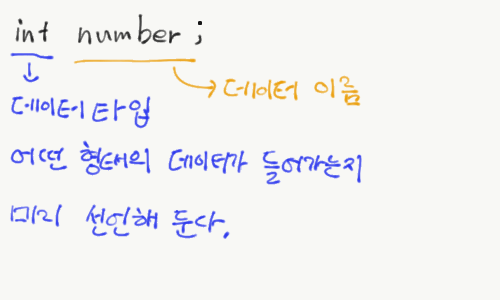 int number;
데이터 이름
데이터 타입
어떤 형태의 데이터가 들어가는지
미리 선언해 둔다.